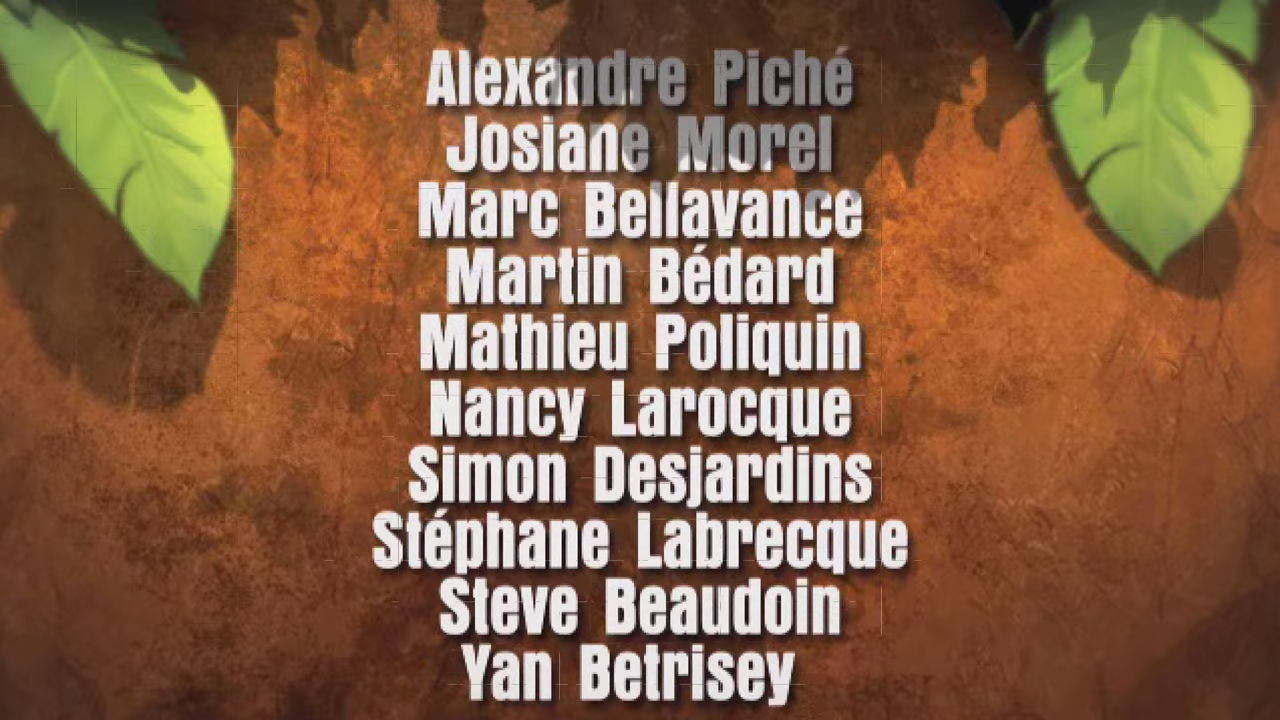 Alexandre Piché
Josiane Morel
Marc Bellavance
Martin Bédard
Mathieu Poliquin
Nancy Larocque
Simon Desjardins
Stéphane Labrecque
Steve Beaudoin
Yan Betrisey